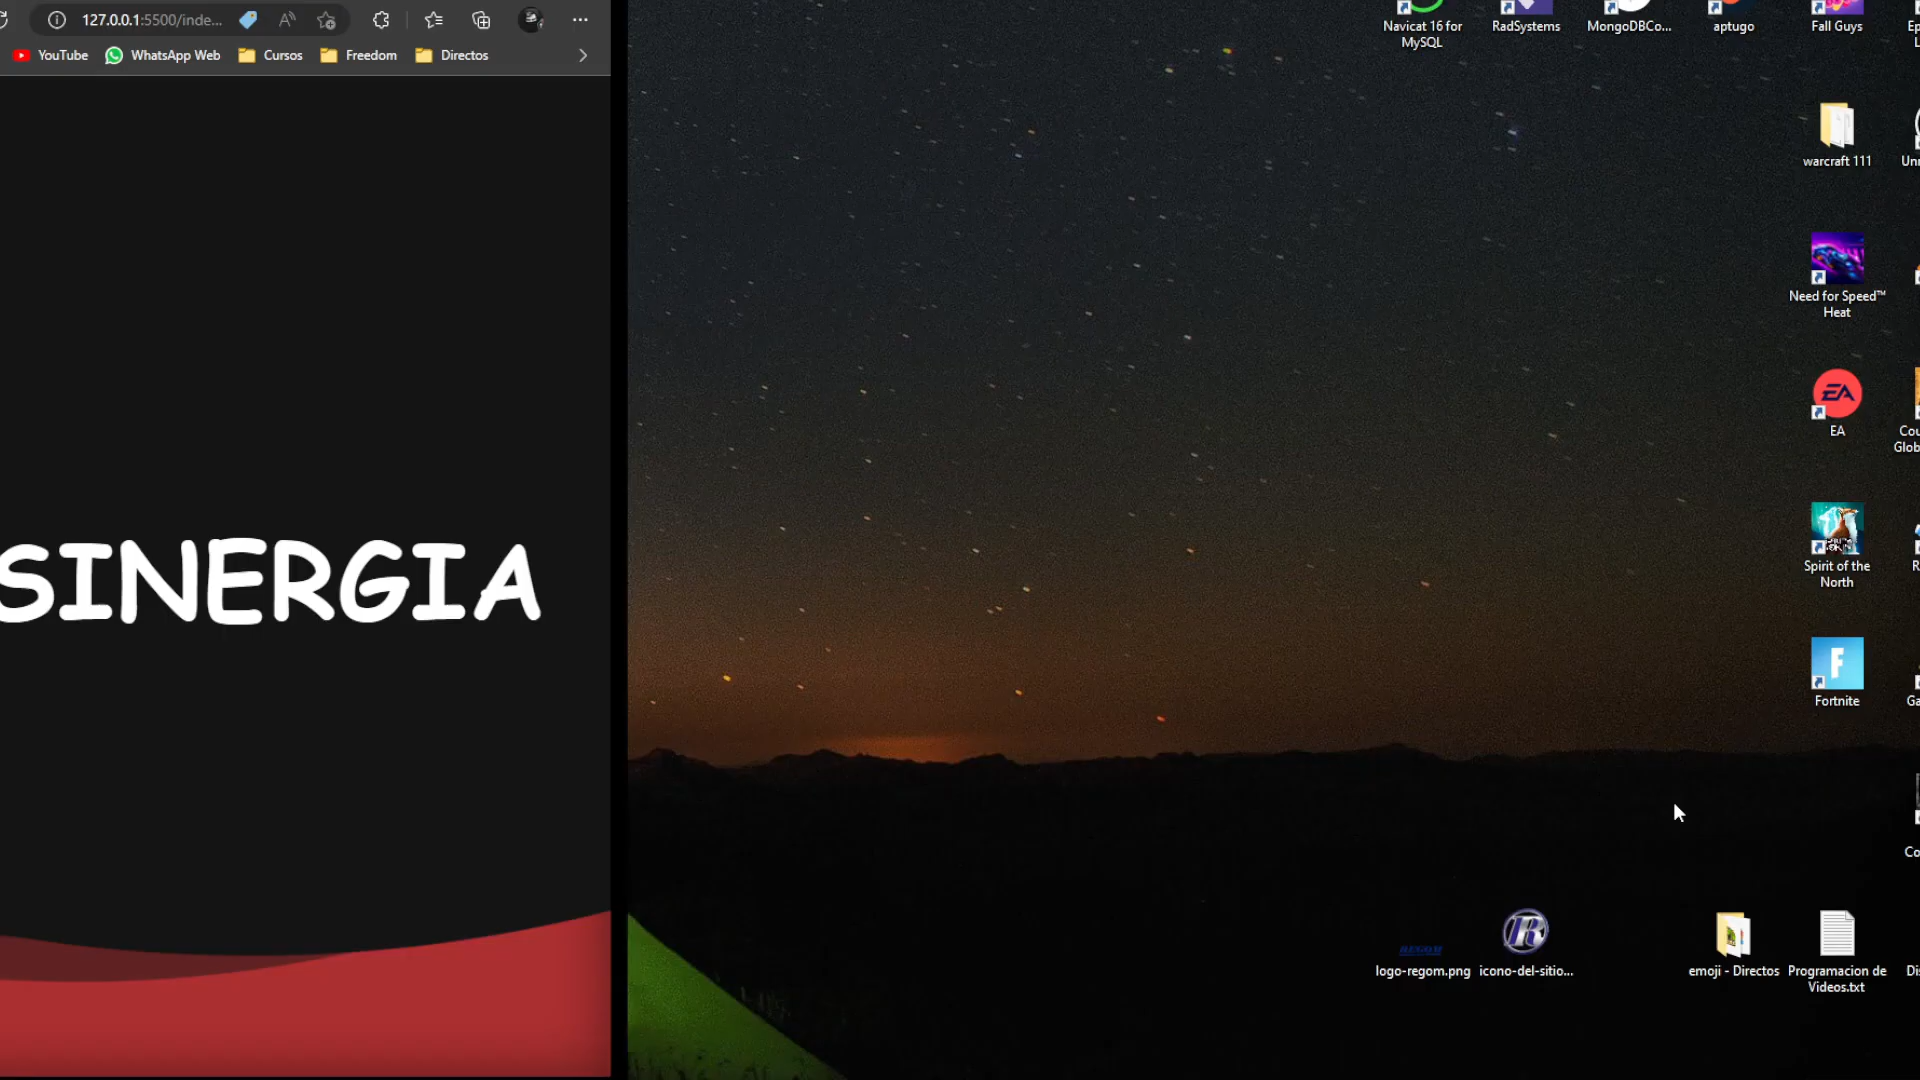 127.0.0.1:5500/inde...
YouTube
WhatsApp Web
Cursos
Freedom
Directos
SINERGIA
Navicat 16 for
MySQL
RadSystems
MongoDBCo...
aptugo
Fall Guys
warcraft 111
Need for Speed™
Heat
EA
Spirit of the
North
Fortnite
logo-regom.png
icono-del-sitio...
emoji - Directos
Programacion de
Videos.txt